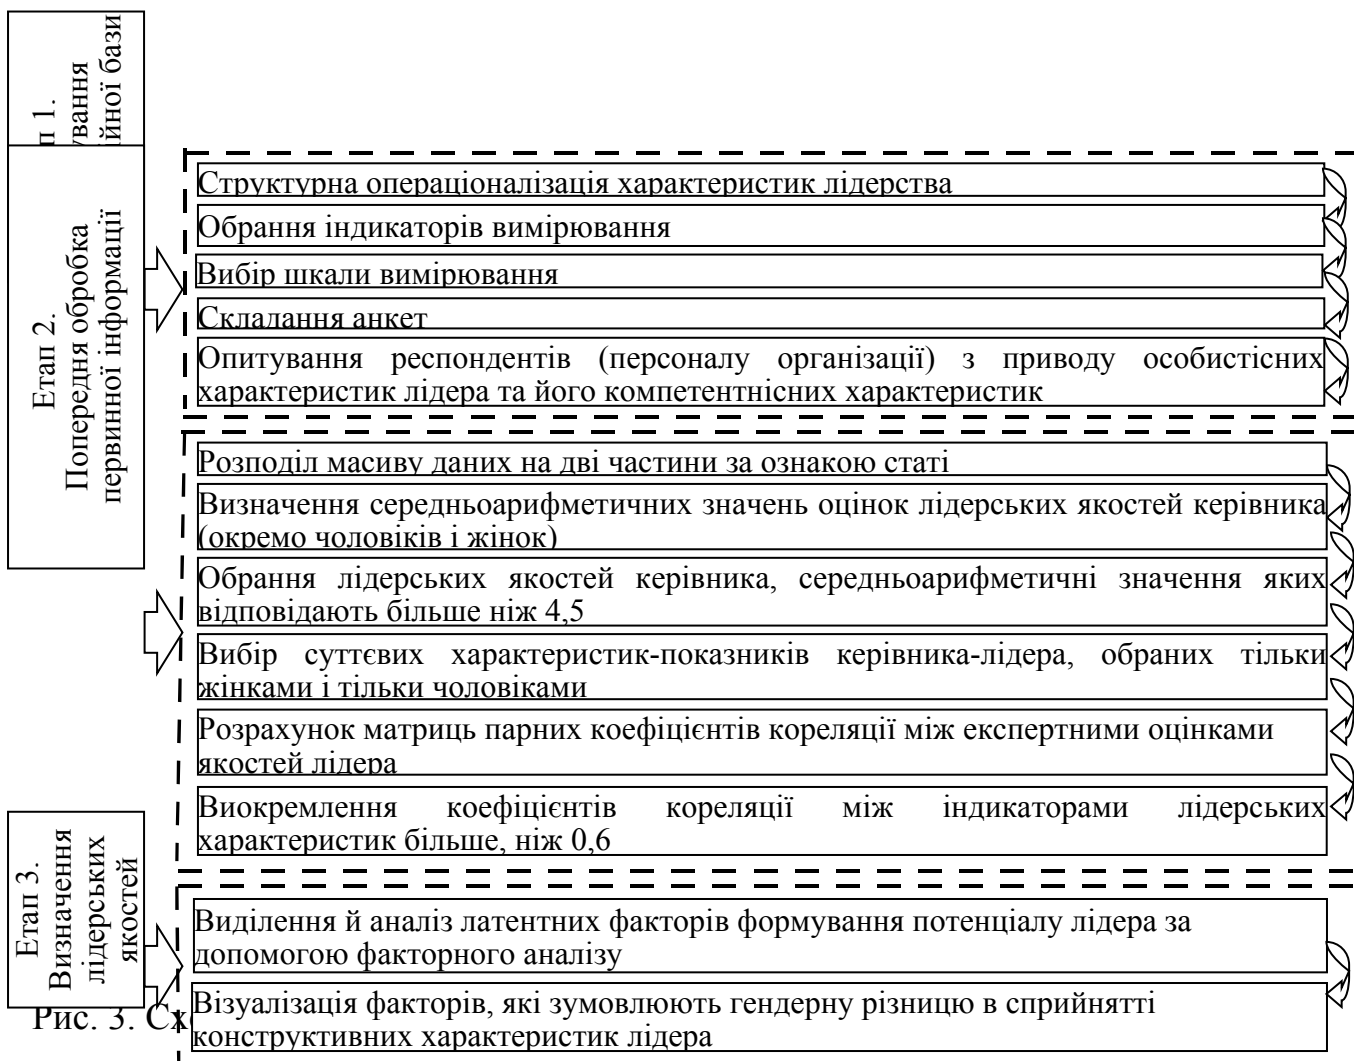 п 1.
вання
йної бази
Структурна операціоналізація характеристик лідерства
Обрання індикаторів вимірювання
Вибір шкали вимірювання
Складання анкет
Опитування респондентів (персоналу організації) з приводу особистісних
характеристик лідера та його компетентнісних характеристик
Етап 2.
Попередня обробка
первинної інформації
Розподіл масиву даних на дві частини за ознакою статі
Визначення середньоарифметичних значень оцінок лідерських якостей керівника
(окремо чоловіків і жінок)
Обрання лідерських якостей керівника, середньоарифметичні значення яких
відповідають більше ніж 4,5
Вибір суттєвих характеристик-показників керівника-лідера, обраних тільки
жінками і тільки чоловіками
Розрахунок матриць парних коефіцієнтів кореляції між експертними оцінками
якостей лідера
Виокремлення коефіцієнтів кореляції між індикаторами лідерських
характеристик більше, ніж 0,6
Етап 3.
Визначення
лідерських
якостей
Виділення й аналіз латентних факторів формування потенціалу лідера за
допомогою факторного аналізу
Візуалізація факторів, які зумовлюють гендерну різницю в сприйнятті
конструктивних характеристик лідера
Рис. 3. Сх